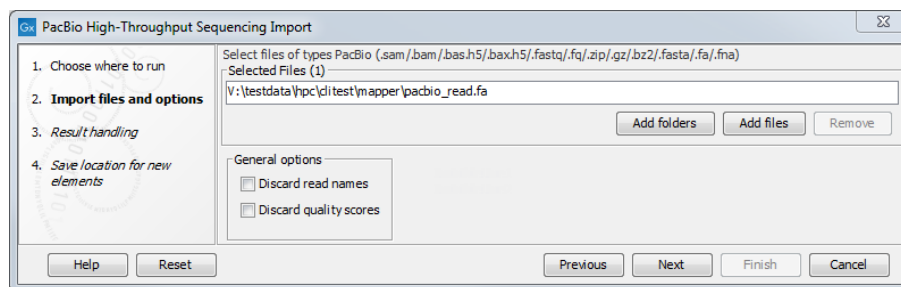 Gx PacBio High-Throughput Sequencing Import
1. Choose where to run
2. Import files and options
3. Result handling
4. Save location for new
elements
Select files of types PacBio (.sam/.bam/.bas.h5/.bax.h5/.fastq/.fq/.zip/.gz/.bz2/.fasta/.fa/.fna)
Selected Files (1)
V:\testdata\hpc\clitest\mapper\pacbio_read.fa
Add folders Add files Remove
General options
Discard read names
Discard quality scores
Help Reset Previous Next Finish Cancel